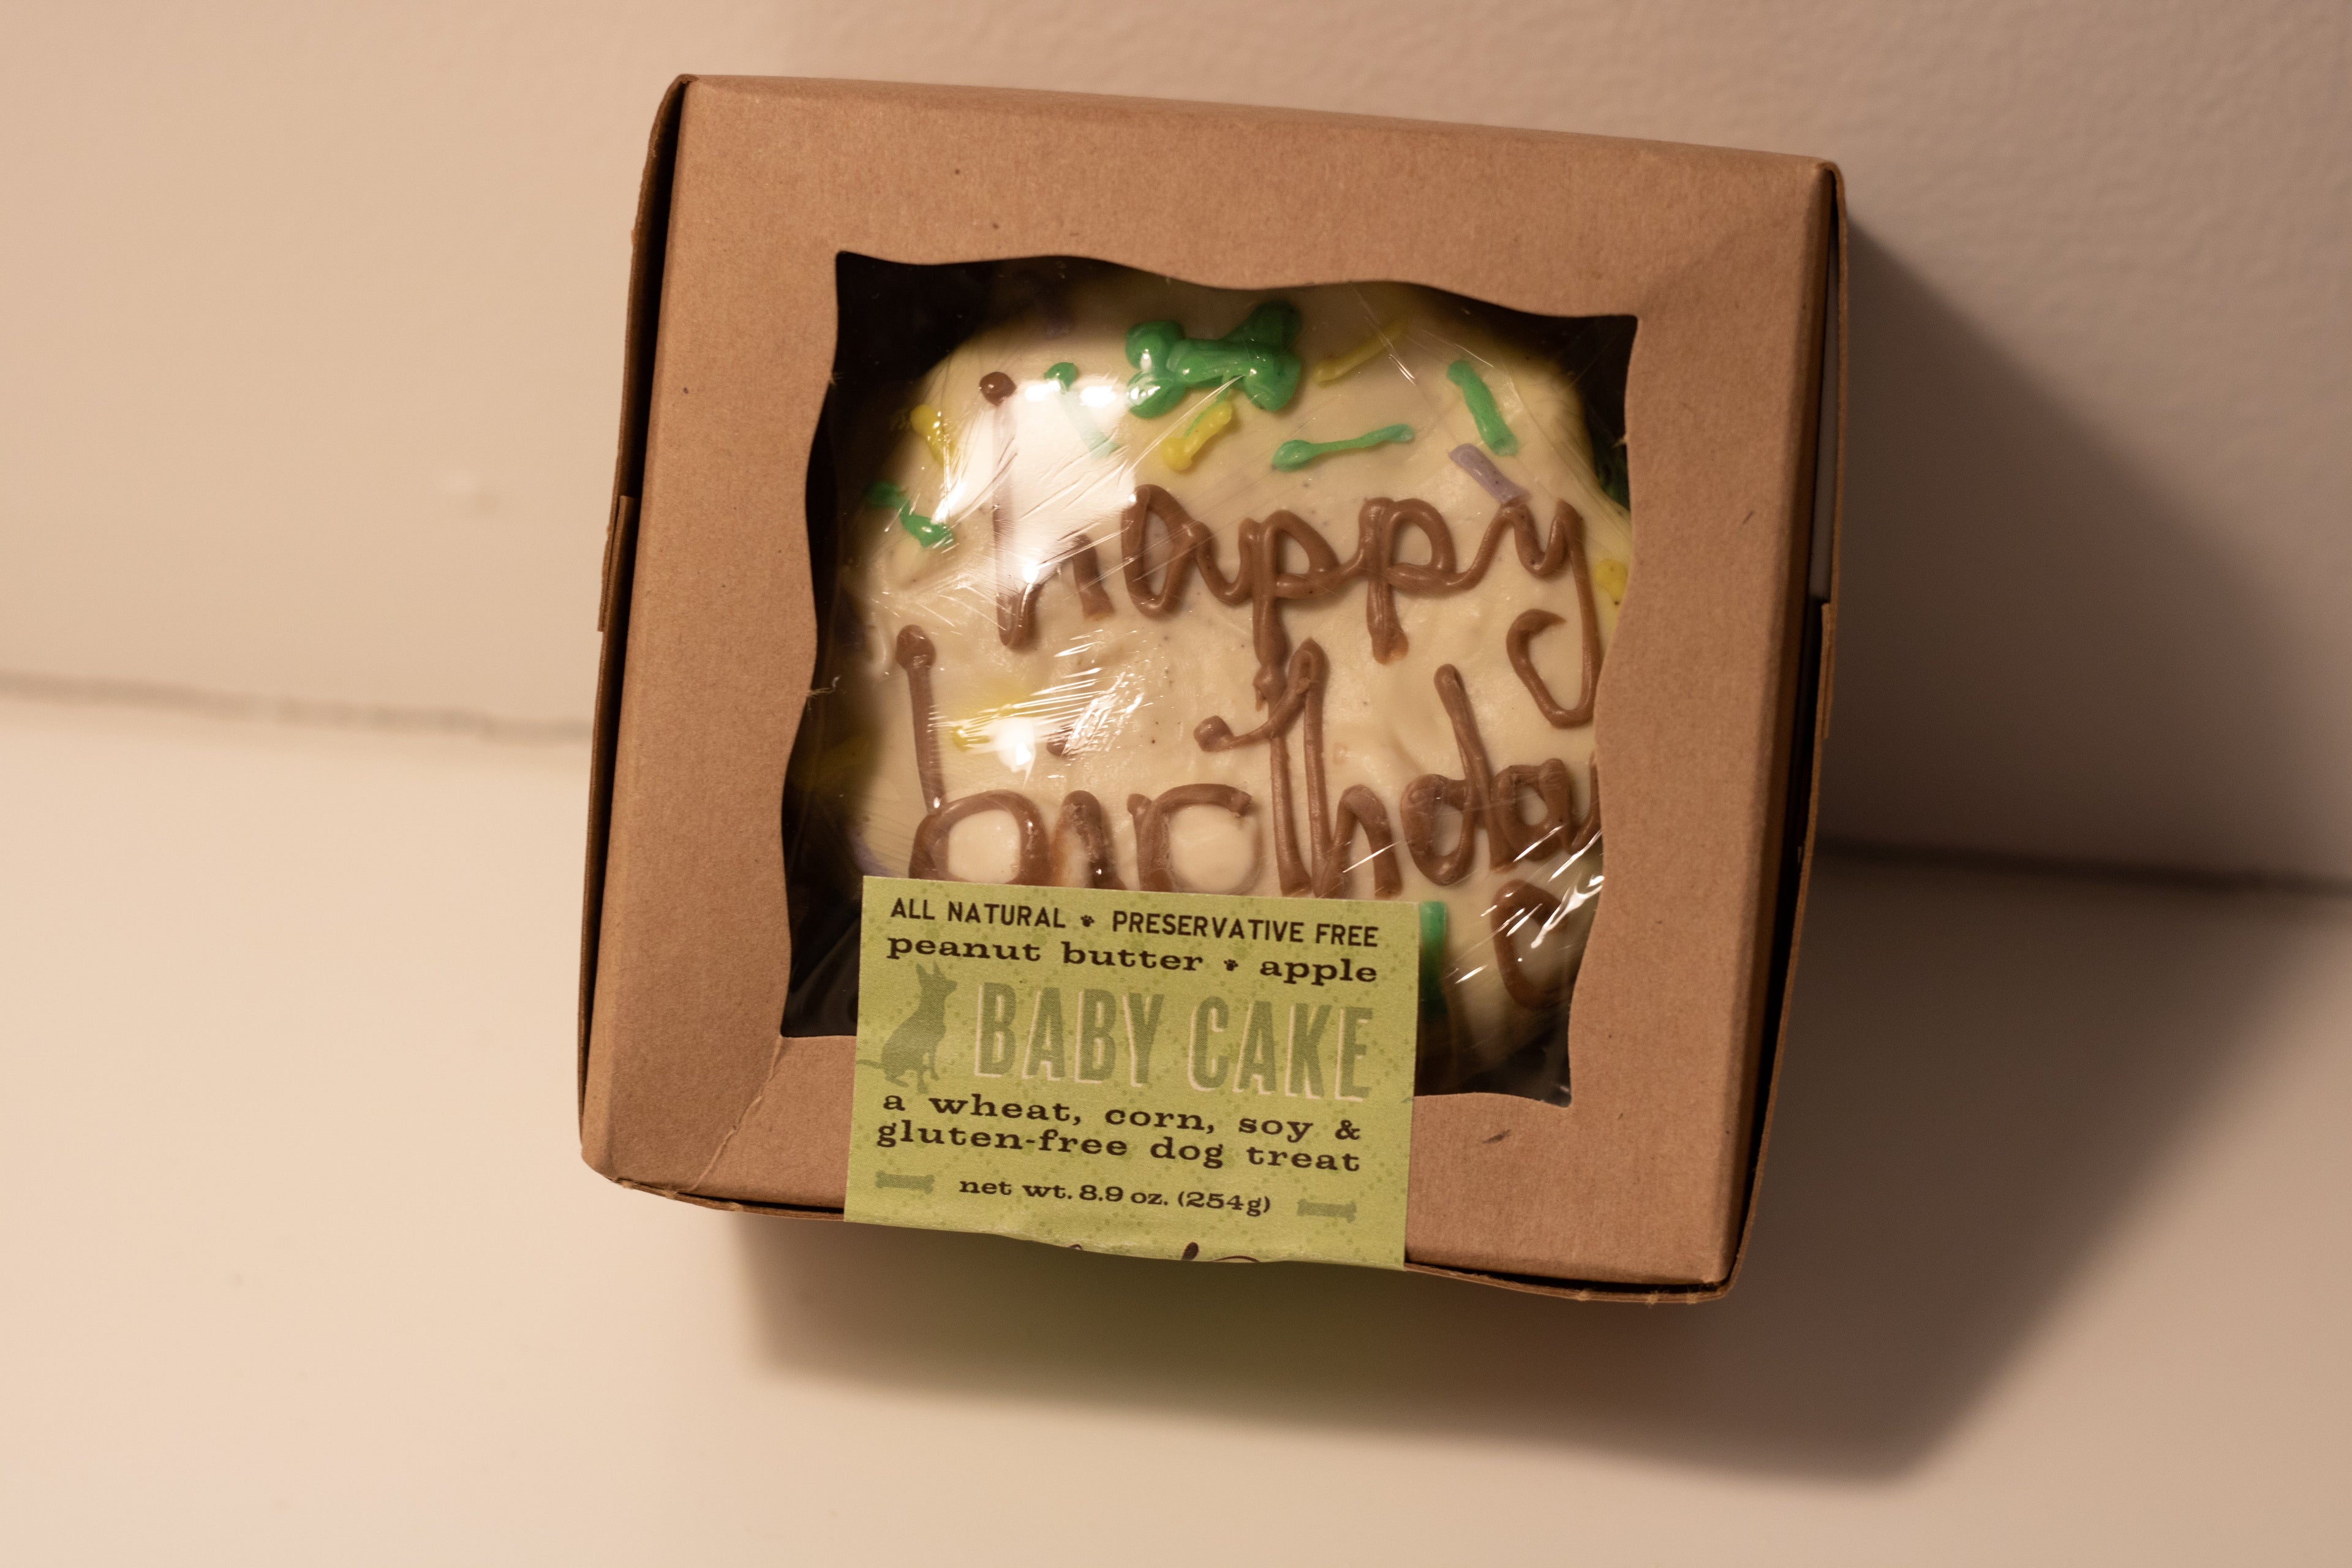 happy
birthday
ALL NATURAL PRESERVATIVE FREE
peanut butter apple
BABY CAKE
a wheat, corn, soy &
gluten-free dog treat
net wt. 8.9 oz. (254g)